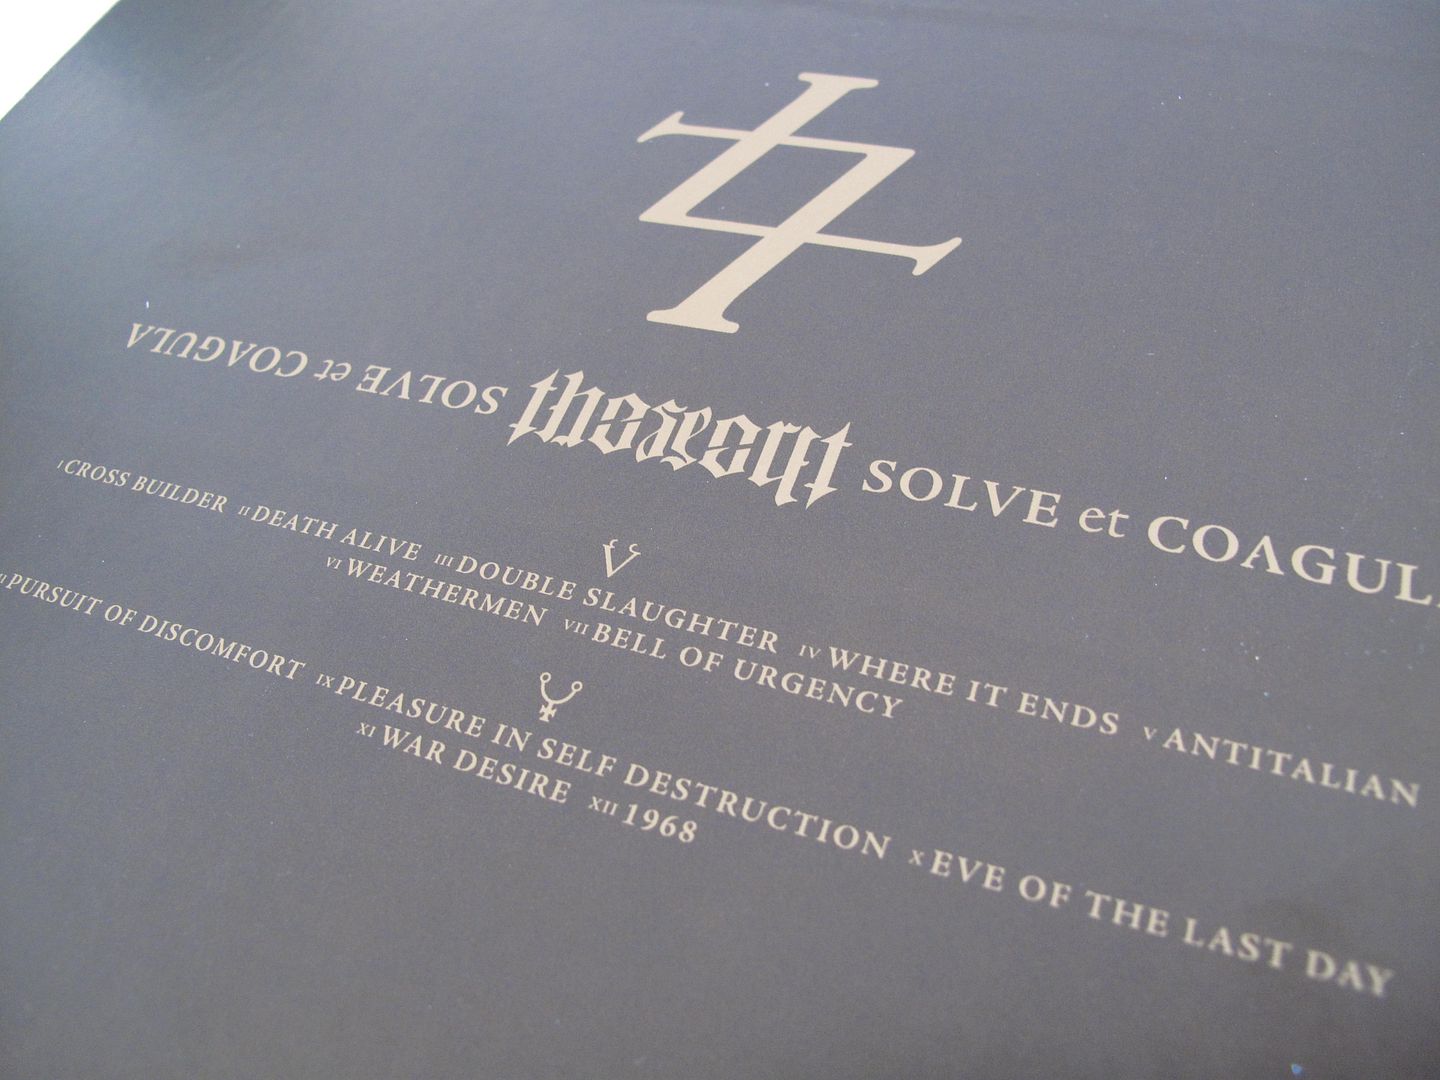 SOLVE et COAGULA thesecret SOLVE et COAGUL
I CROSS BUILDER II DEATH ALIVE III DOUBLE SLAUGHTER IV WHERE IT ENDS V ANTITALIAN
VI WEATHERMEN VII BELL OF URGENCY
PURSUIT OF DISCOMFORT IX PLEASURE IN SELF DESTRUCTION X EVE OF THE LAST DAY
XI WAR DESIRE XII 1968